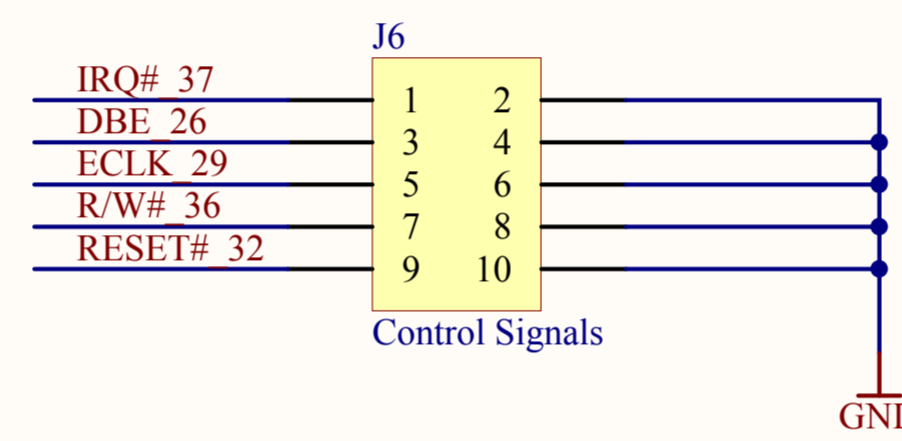 J6
IRQ#_37
1 2
DBE_26
3 4
ECLK_29
5 6
R/W#_36
7 8
RESET#_32
9 10
Control Signals